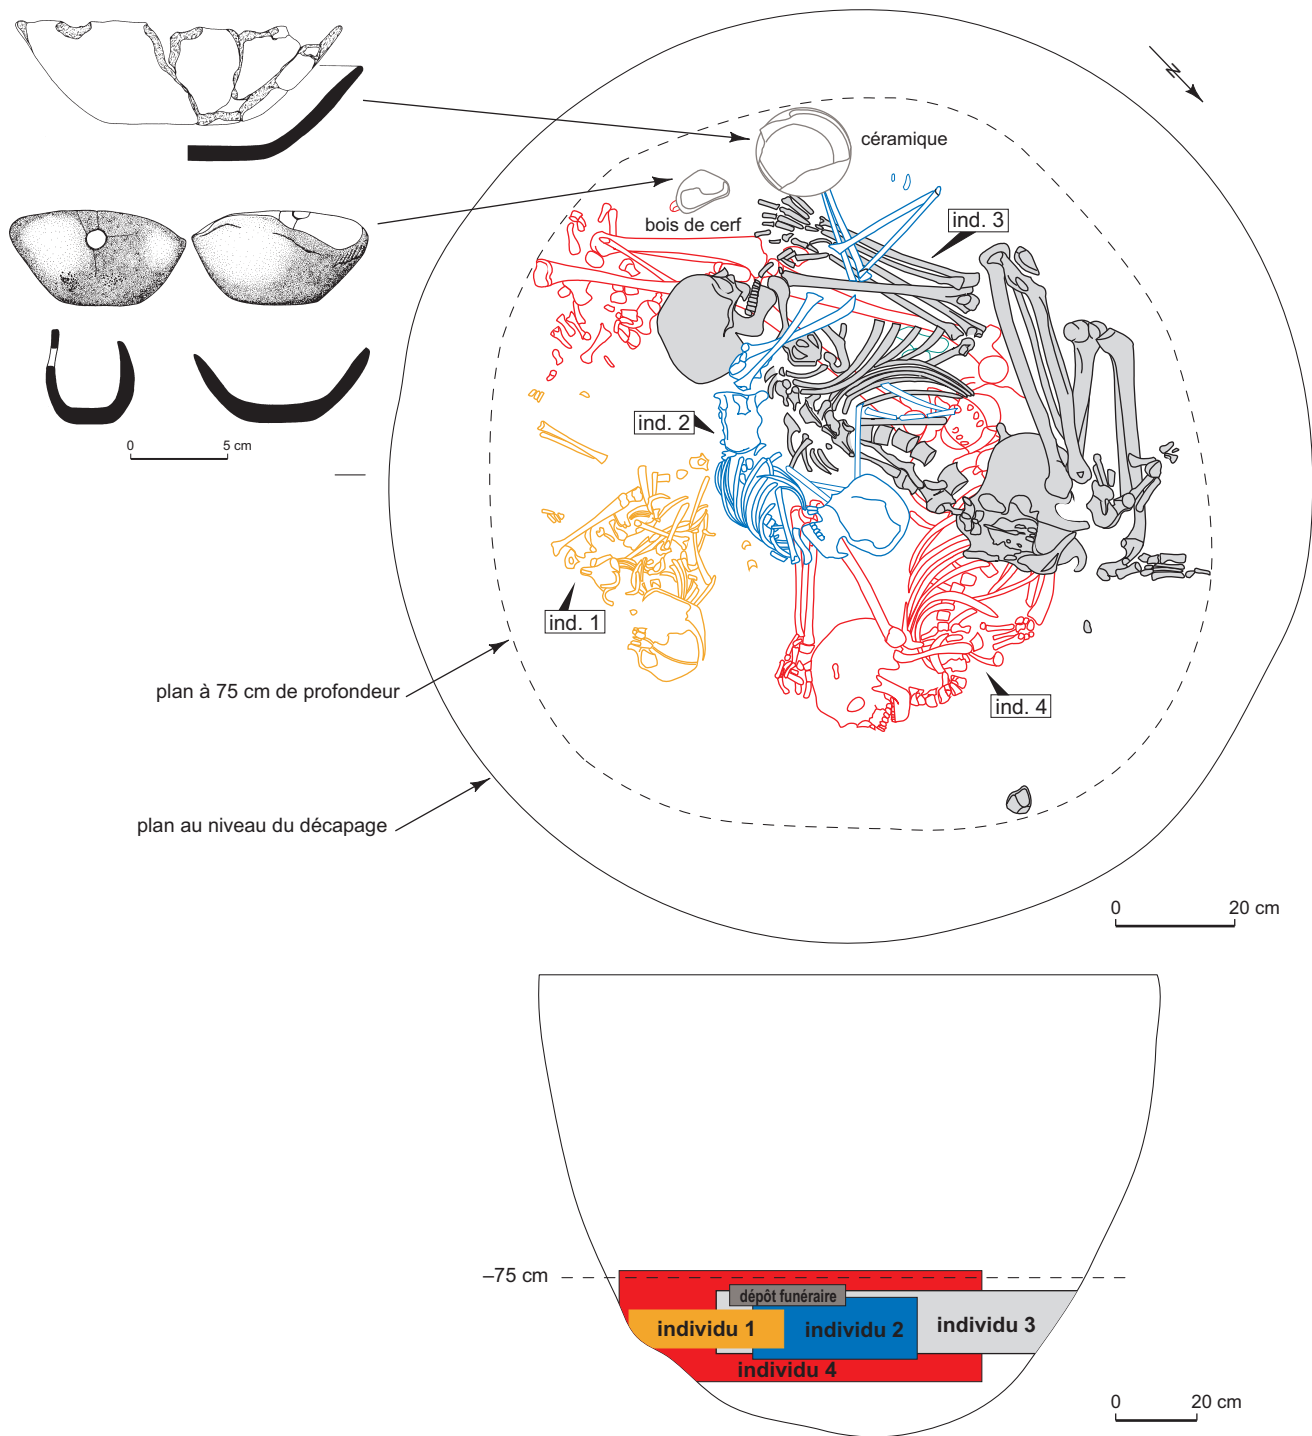 N
céramique
bois de cerf
ind. 3
0 5 cm
ind. 2
ind. 1
plan à 75 cm de profondeur
ind. 4
plan au niveau du décapage
0 20 cm
–75 cm
dépôt funéraire
individu 1
individu 2
individu 3
individu 4
0 20 cm